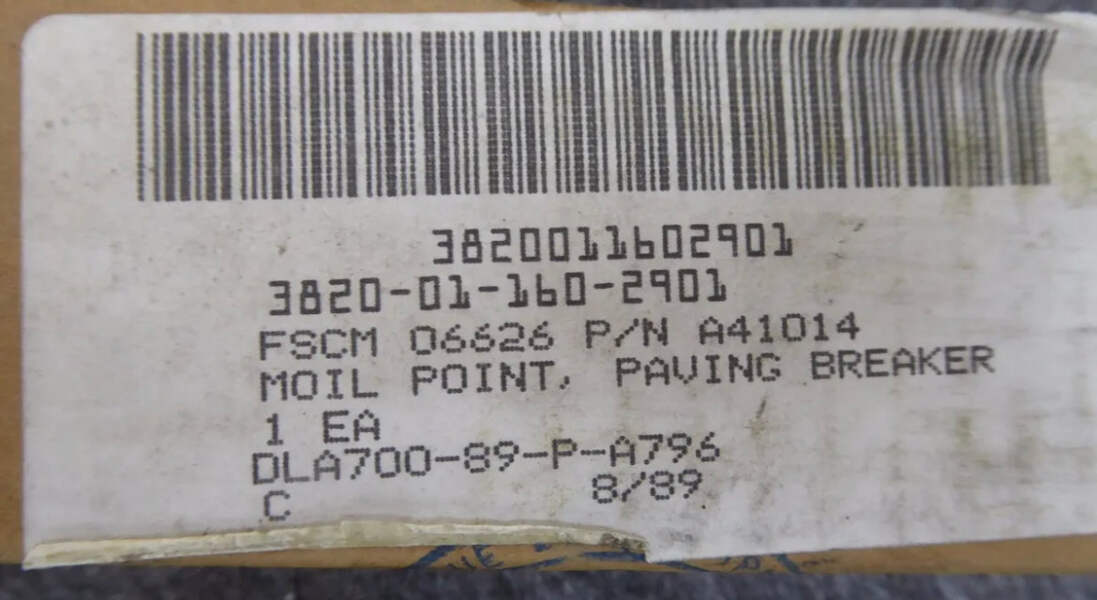 3820011602901
3820-01-160-2901
FSCM 06626 P/N A41014
MOIL POINT, PAVING BREAKER
1 EA
DLA700-89-P-A796
C 8/89